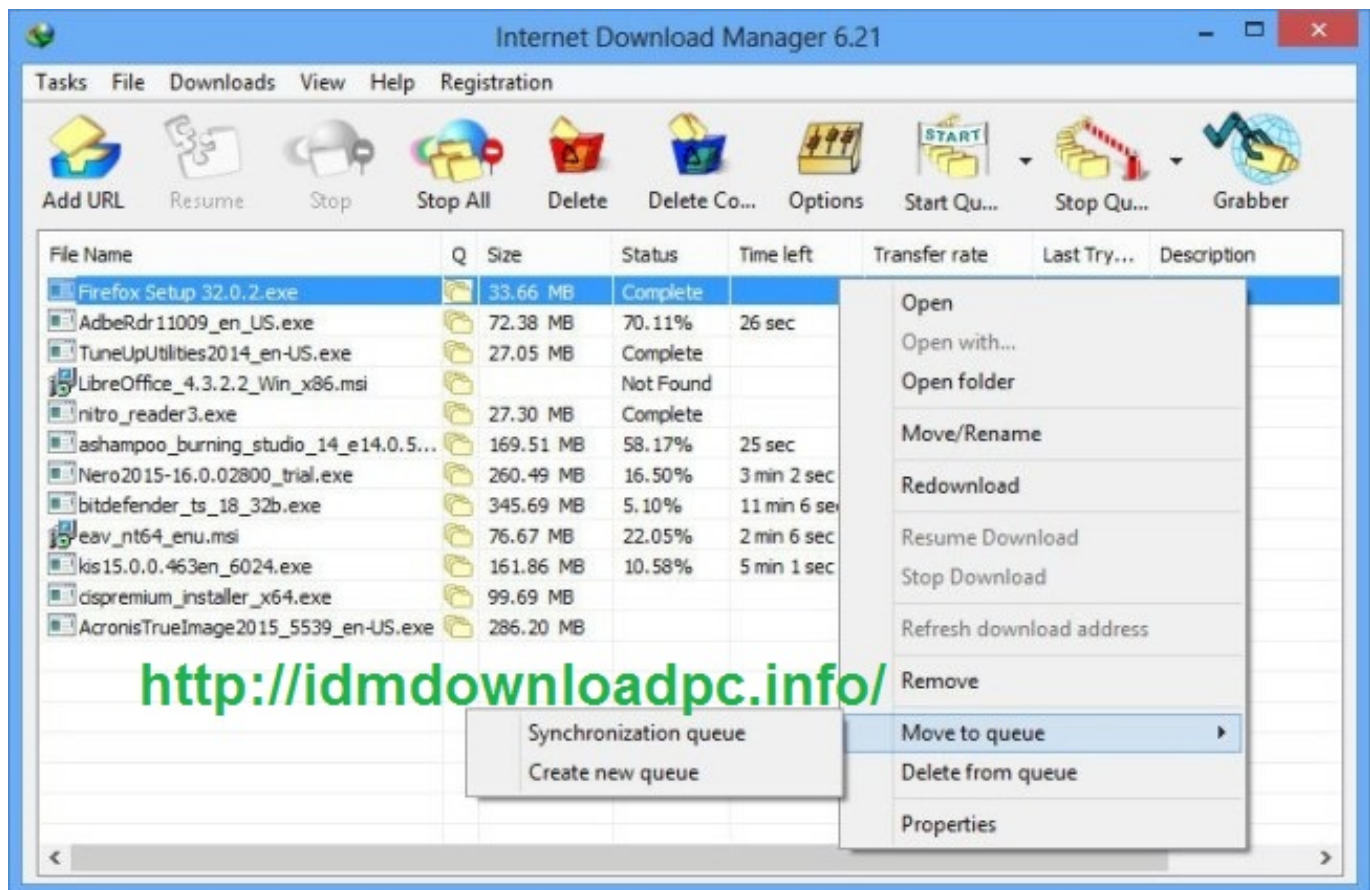 Internet Download Manager 6.21
Tasks File Downloads View Help Registration
START
Add URL Resume Stop Stop All Delete Delete Co... Options Start Qu... Stop Qu... Grabber
File Name Q Size Status Time left Transfer rate Last Try... Description
Firefox Setup 32.0.2.exe 33.66 MB Complete
AdbeRdr11009_en_US.exe 72.38 MB 70.11% 26 sec
TuneUpUtilities2014_en-US.exe 27.05 MB Complete
LibreOffice_4.3.2.2_Win_x86.msi Not Found
nitro_reader3.exe 27.30 MB Complete
ashampoo_burning_studio_14_e14.0.5... 169.51 MB 58.17% 25 sec
Nero2015-16.0.02800_trial.exe 260.49 MB 16.50% 3 min 2 sec
bitdefender_ts_18_32b.exe 345.69 MB 5.10% 11 min 6 se
eav_nt64_enu.msi 76.67 MB 22.05% 2 min 6 sec
kis15.0.0.463en_6024.exe 161.86 MB 10.58% 5 min 1 sec
cispremium_installer_x64.exe 99.69 MB
AcronisTrueImage2015_5539_en-US.exe 286.20 MB
Open
Open with...
Open folder
Move/Rename
Redownload
Resume Download
Stop Download
Refresh download address
Remove
Move to queue
Delete from queue
Properties
http://idmdownloadpc.info/
Synchronization queue
Create new queue